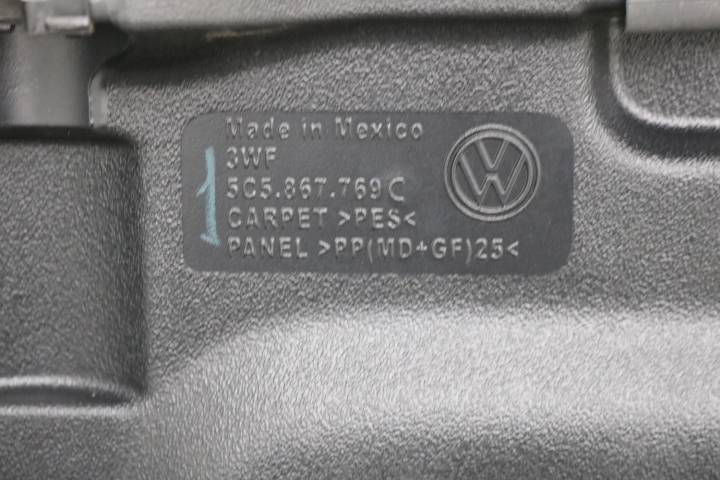 Made in Mexico
3WF
5C5.867.769 C
CARPET >PES<
PANEL >PP(MD+GF)25<